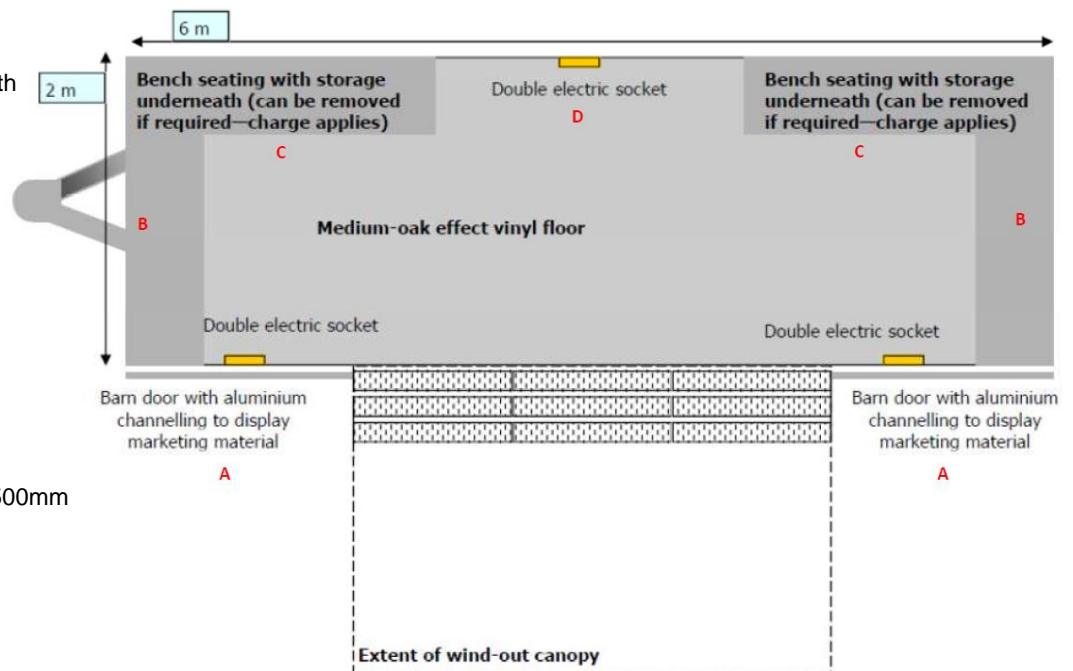 6 m
th
2 m
Bench seating with storage
underneath (can be removed
if required—charge applies)
C
Double electric socket
D
Bench seating with storage
underneath (can be removed
if required—charge applies)
C
B
Medium-oak effect vinyl floor
B
Double electric socket
Double electric socket
Barn door with aluminium
channelling to display
marketing material
A
Barn door with aluminium
channelling to display
marketing material
A
500mm
Extent of wind-out canopy